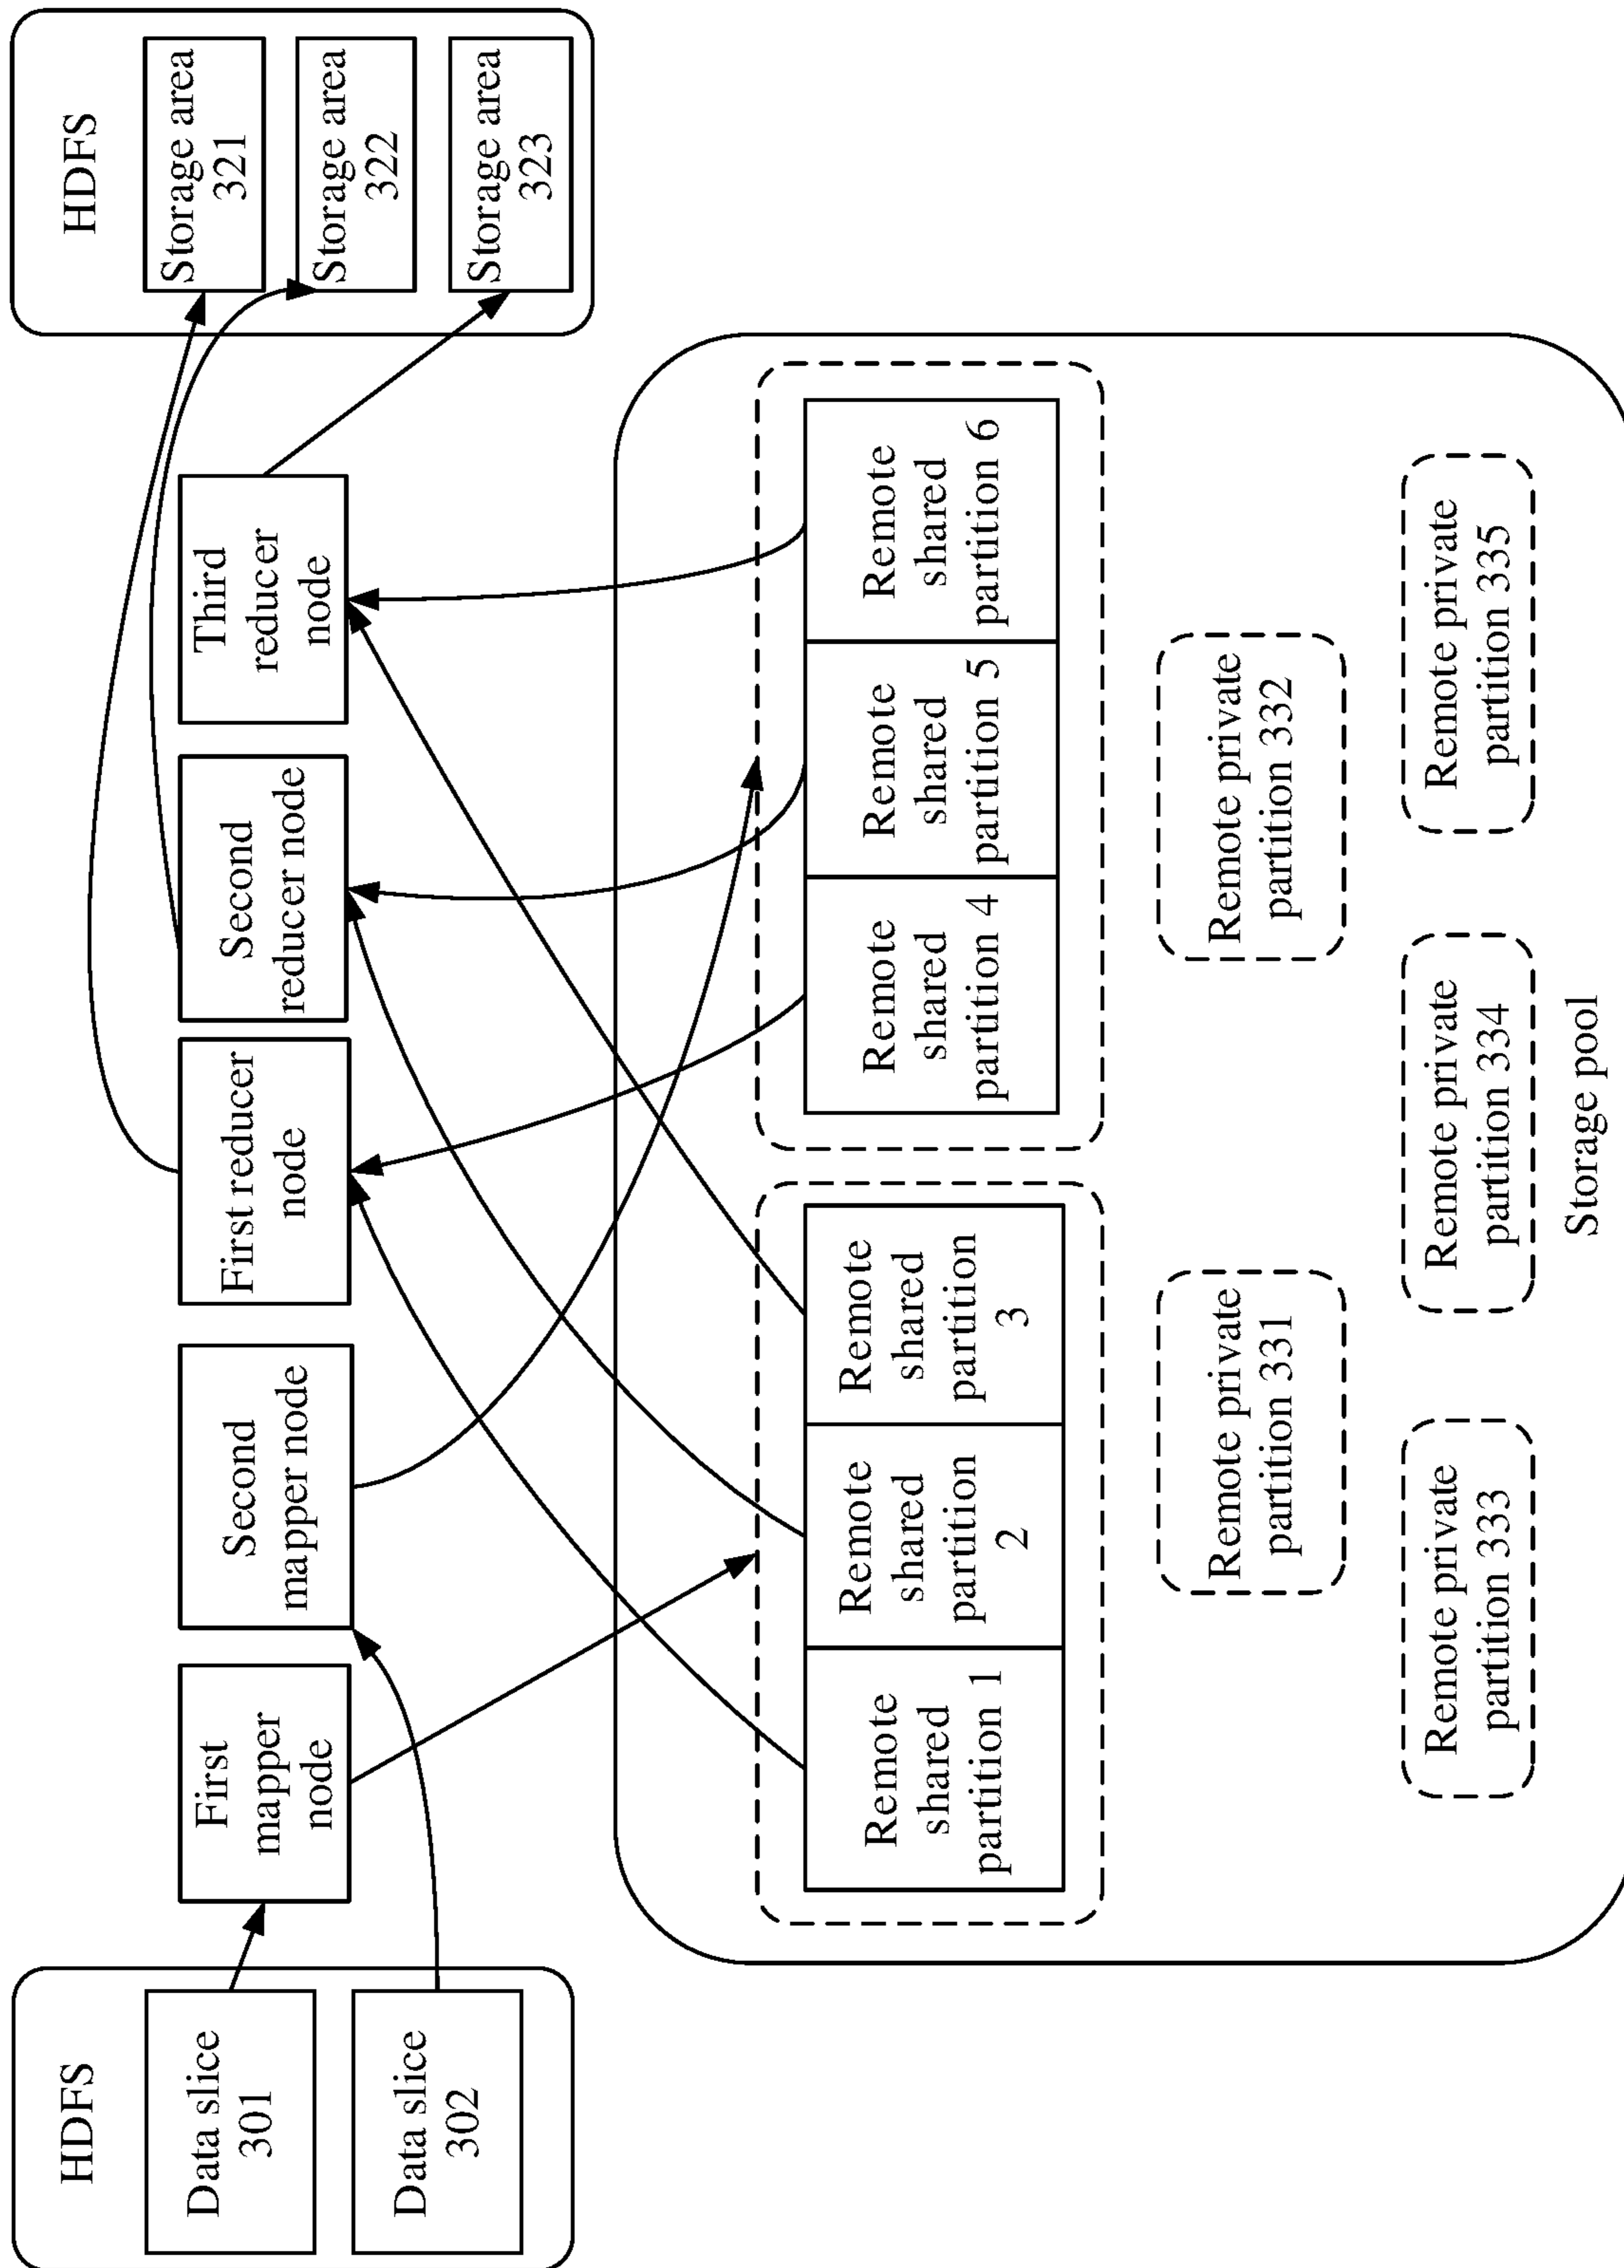 HDFS
Data slice
301
Data slice
302
First
mapper
node
Second
mapper node
First reducer
node
Second
reducer node
Third
reducer
node
HDFS
Storage area
321
Storage area
322
Storage area
323
Remote
shared
partition 1
Remote
shared
partition
2
Remote
shared
partition
3
Remote
shared
partition 4
Remote
shared
partition 5
Remote
shared
partition 6
Remote private
partition 331
Remote private
partition 332
Remote private
partition 333
Remote private
partition 334
Remote private
partition 335
Storage pool